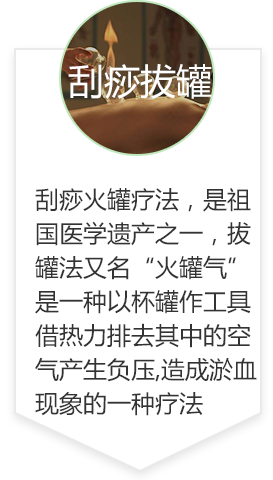 刮痧拔罐
刮痧火罐疗法，是祖
国医学遗产之一，拔
罐法又名“火罐气”
是一种以杯罐作工具
借热力排去其中的空
气产生负压,造成淤血
现象的一种疗法